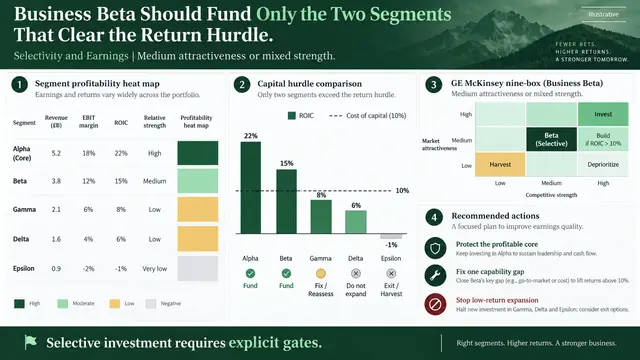 Business Beta Should Fund Only the Two Segments
That Clear the Return Hurdle.
Selectivity and Earnings | Medium attractiveness or mixed strength.
Illustrative
FEWER BETS.
HIGHER RETURNS.
A STRONGER TOMORROW.
1 Segment profitability heat map
Earnings and returns vary widely across the portfolio.
Segment Revenue (£B) EBIT margin ROIC Relative strength Profitability heat map
Alpha (Core) 5.2 18% 22% High
Beta 3.8 12% 15% Medium
Gamma 2.1 6% 8% Low
Delta 1.6 4% 6% Low
Epsilon 0.9 -2% -1% Very low
High Moderate Low Negative
2 Capital hurdle comparison
Only two segments exceed the return hurdle.
ROIC Cost of capital (10%)
22%
15%
10%
8%
6%
-1%
Alpha Beta Gamma Delta Epsilon
Fund Fund Fix / Reassess Do not expand Exit / Harvest
3 GE McKinsey nine-box (Business Beta)
Medium attractiveness or mixed strength.
Market attractiveness
High Invest
Medium Beta (Selective) Build if ROIC > 10%
Low Harvest Deprioritize
Low Medium High
Competitive strength
4 Recommended actions
A focused plan to improve earnings quality.
Protect the profitable core
Keep investing in Alpha to sustain leadership and cash flow.
Fix one capability gap
Close Beta's key gap (e.g., go-to-market or cost) to lift returns above 10%.
Stop low-return expansion
Halt new investment in Gamma, Delta and Epsilon; consider exit options.
Selective investment requires explicit gates.
Right segments. Higher returns. A stronger business.